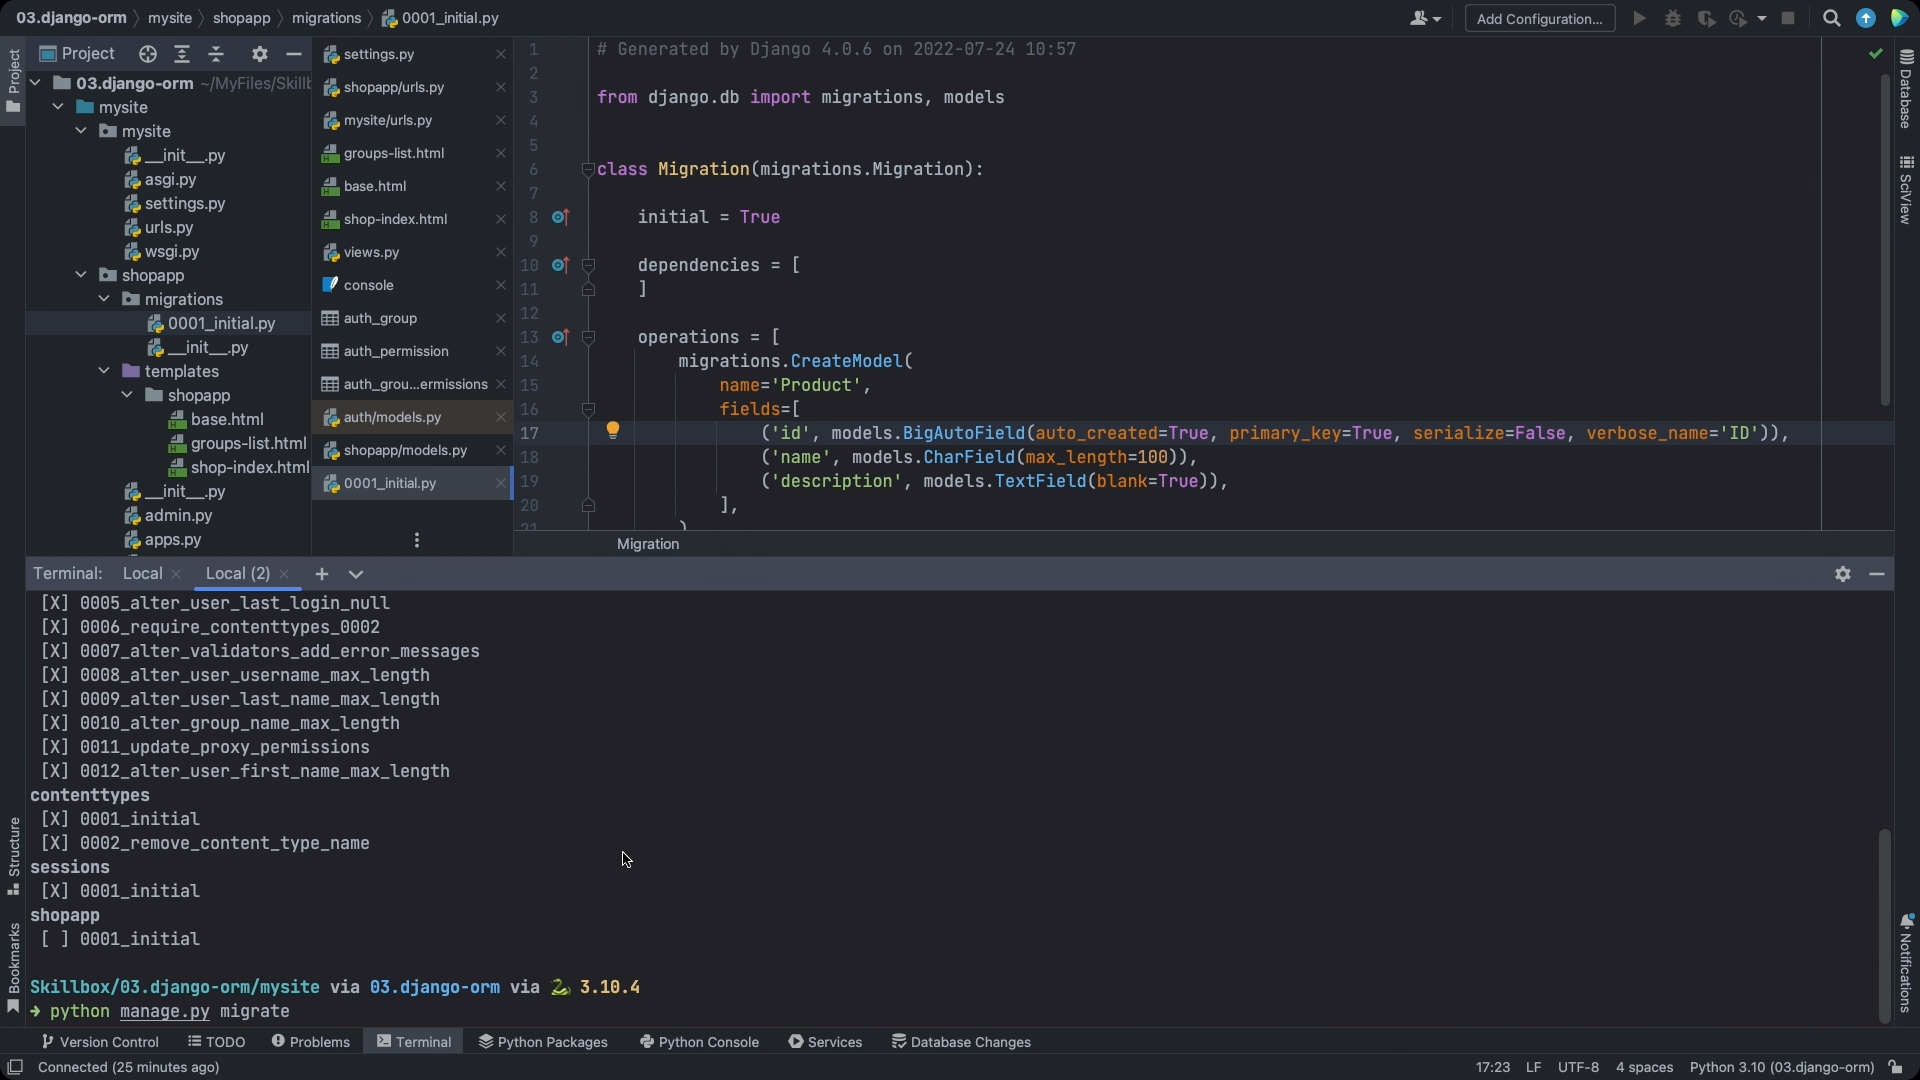 03.django-orm mysite shopapp migrations 0001_initial.py
Add Configuration...
Project
Project
03.django-orm ~/MyFiles/Skill
mysite
mysite
__init__.py
asgi.py
settings.py
urls.py
wsgi.py
shopapp
migrations
0001_initial.py
__init__.py
templates
shopapp
base.html
groups-list.html
shop-index.html
__init__.py
admin.py
apps.py
settings.py
shopapp/urls.py
mysite/urls.py
groups-list.html
base.html
shop-index.html
views.py
console
auth_group
auth_permission
auth_grou...ermissions
auth/models.py
shopapp/models.py
0001_initial.py
1 # Generated by Django 4.0.6 on 2022-07-24 10:57
2
3 from django.db import migrations, models
4
5
6 class Migration(migrations.Migration):
7
8 initial = True
9
10 dependencies = [
11 ]
12
13 operations = [
14 migrations.CreateModel(
15 name='Product',
16 fields=[
17 ('id', models.BigAutoField(auto_created=True, primary_key=True, serialize=False, verbose_name='ID')),
18 ('name', models.CharField(max_length=100)),
19 ('description', models.TextField(blank=True)),
20 ],
21 )
Migration
Database
SciView
Notifications
Structure
Bookmarks
Terminal: Local Local (2)
[X] 0005_alter_user_last_login_null
[X] 0006_require_contenttypes_0002
[X] 0007_alter_validators_add_error_messages
[X] 0008_alter_user_username_max_length
[X] 0009_alter_user_last_name_max_length
[X] 0010_alter_group_name_max_length
[X] 0011_update_proxy_permissions
[X] 0012_alter_user_first_name_max_length
contenttypes
[X] 0001_initial
[X] 0002_remove_content_type_name
sessions
[X] 0001_initial
shopapp
[ ] 0001_initial
Skillbox/03.django-orm/mysite via 03.django-orm via 🐍 3.10.4
➜ python manage.py migrate
Version Control TODO Problems Terminal Python Packages Python Console Services Database Changes
Connected (25 minutes ago)
17:23 LF UTF-8 4 spaces Python 3.10 (03.django-orm)